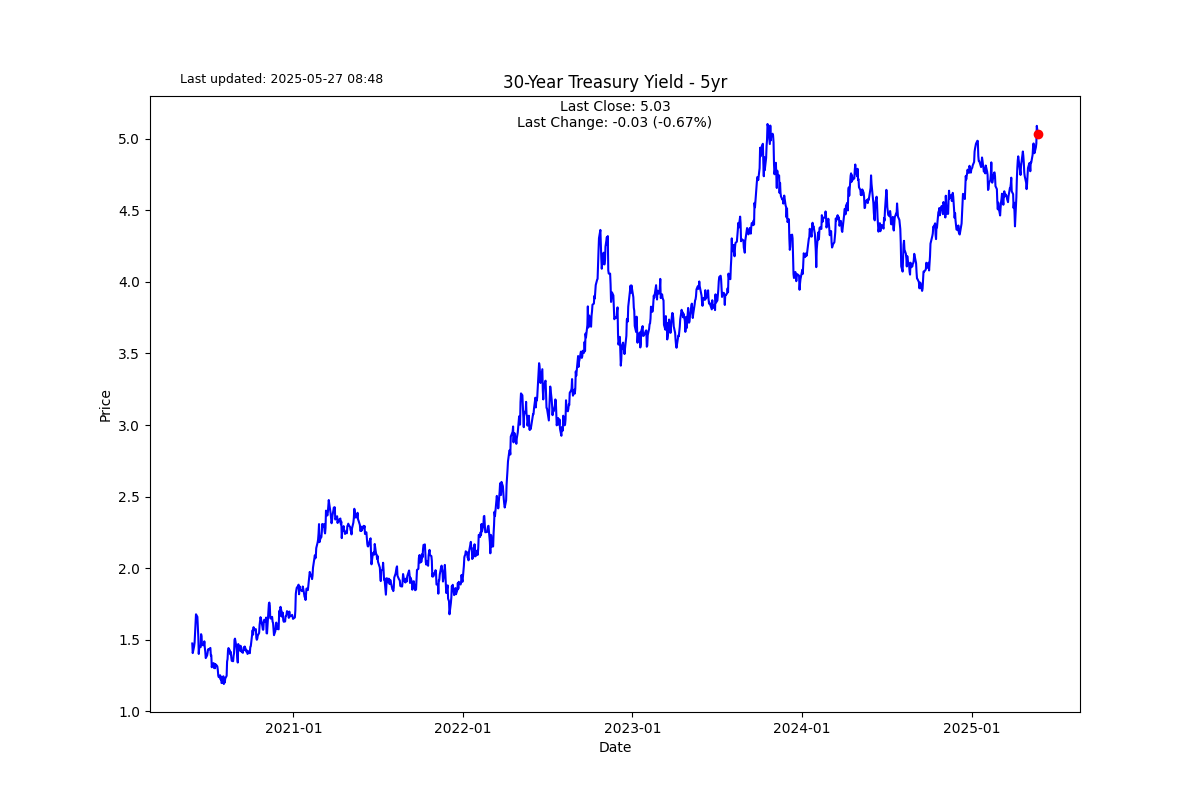 Last updated: 2025-05-27 08:48
30-Year Treasury Yield - 5yr
Last Close: 5.03
Last Change: -0.03 (-0.67%)
Price
5.0
4.5
4.0
3.5
3.0
2.5
2.0
1.5
1.0
2021-01
2022-01
2023-01
2024-01
2025-01
Date